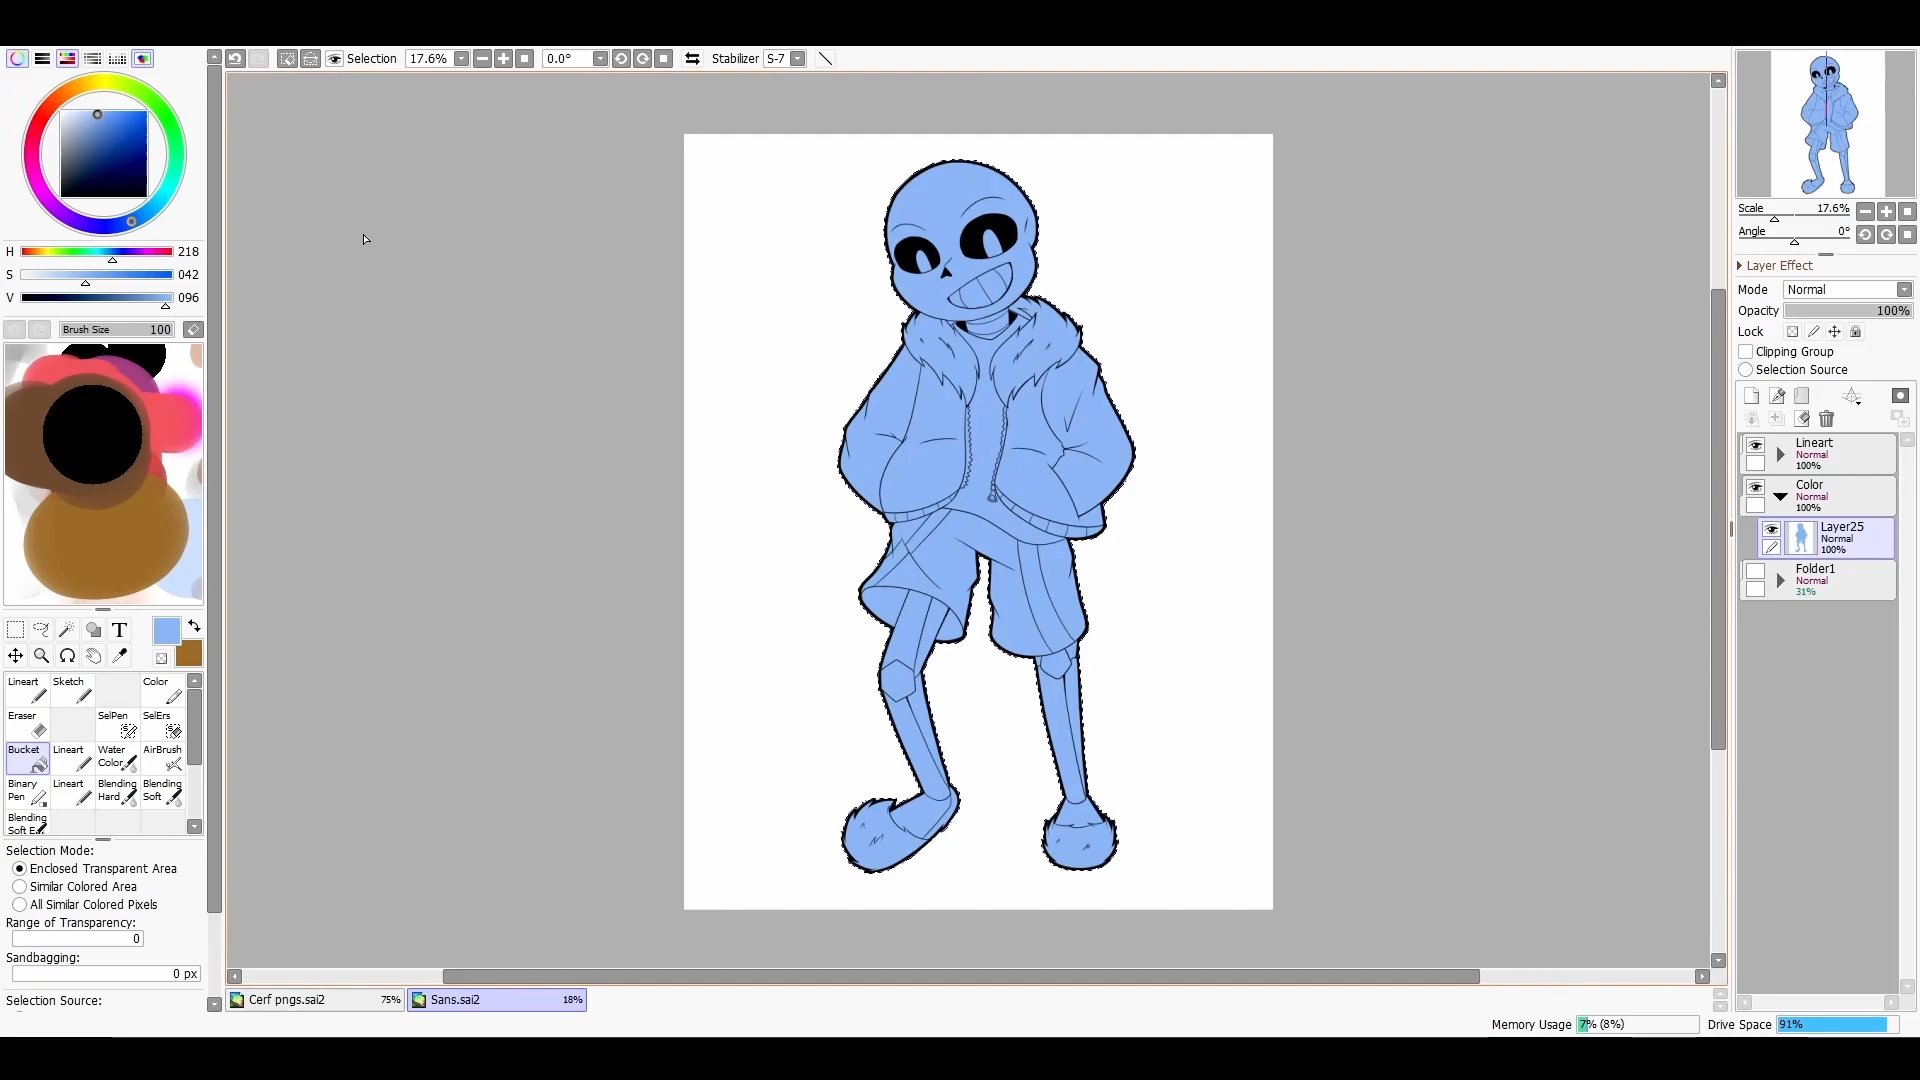 Selection 17.6% 0.0° Stabilizer S-7
H 218
S 042
V 096
Brush Size 100
T
Lineart Sketch Color
Eraser SelPen SelErs
Bucket Lineart Water Color AirBrush
Binary Pen Lineart Blending Hard Blending Soft
Blending Soft E
Selection Mode:
Enclosed Transparent Area
Similar Colored Area
All Similar Colored Pixels
Range of Transparency:
0
Sandbagging:
0 px
Selection Source:
Cerf pngs.sai2 75% Sans.sai2 18%
Scale 17.6%
Angle 0°
Layer Effect
Mode Normal
Opacity 100%
Lock
Clipping Group
Selection Source
Lineart
Normal
100%
Color
Normal
100%
Layer25
Normal
100%
Folder1
Normal
31%
Memory Usage 7% (8%) Drive Space 91%